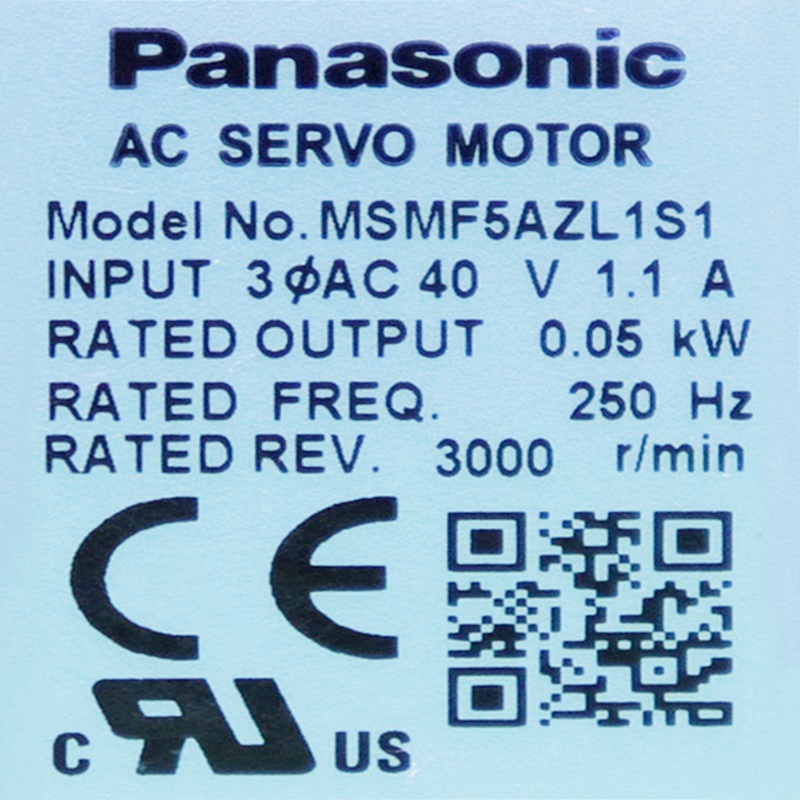 Panasonic
AC SERVO MOTOR
Model No. MSMF5AZL1S1
INPUT 3ϕAC 40 V 1.1 A
RATED OUTPUT 0.05 kW
RATED FREQ. 250 Hz
RATED REV. 3000 r/min
CE
C RU US